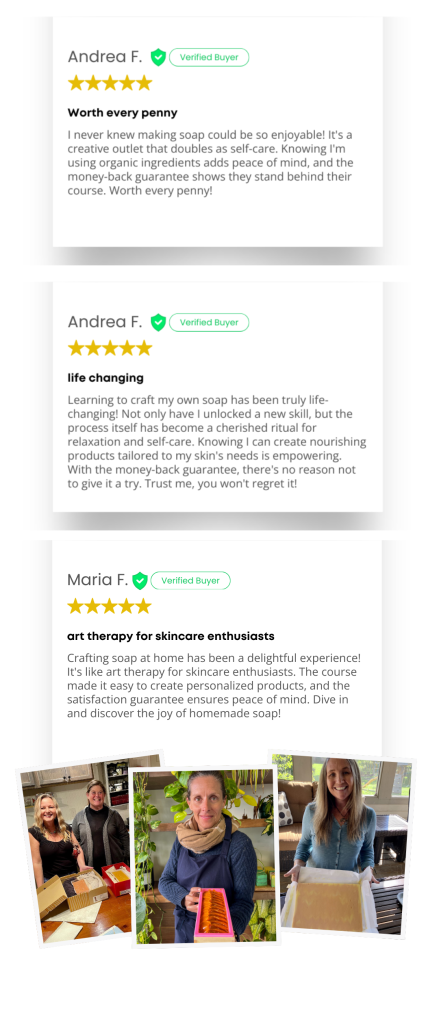 Andrea F. Verified Buyer
Worth every penny
I never knew making soap could be so enjoyable! It's a
creative outlet that doubles as self-care. Knowing I'm
using organic ingredients adds peace of mind, and the
money-back guarantee shows they stand behind their
course. Worth every penny!
Andrea F. Verified Buyer
life changing
Learning to craft my own soap has been truly life-
changing! Not only have I unlocked a new skill, but the
process itself has become a cherished ritual for
relaxation and self-care. Knowing I can create nourishing
products tailored to my skin's needs is empowering.
With the money-back guarantee, there's no reason not
to give it a try. Trust me, you won't regret it!
Maria F. Verified Buyer
art therapy for skincare enthusiasts
Crafting soap at home has been a delightful experience!
It's like art therapy for skincare enthusiasts. The course
made it easy to create personalized products, and the
satisfaction guarantee ensures peace of mind. Dive in
and discover the joy of homemade soap!